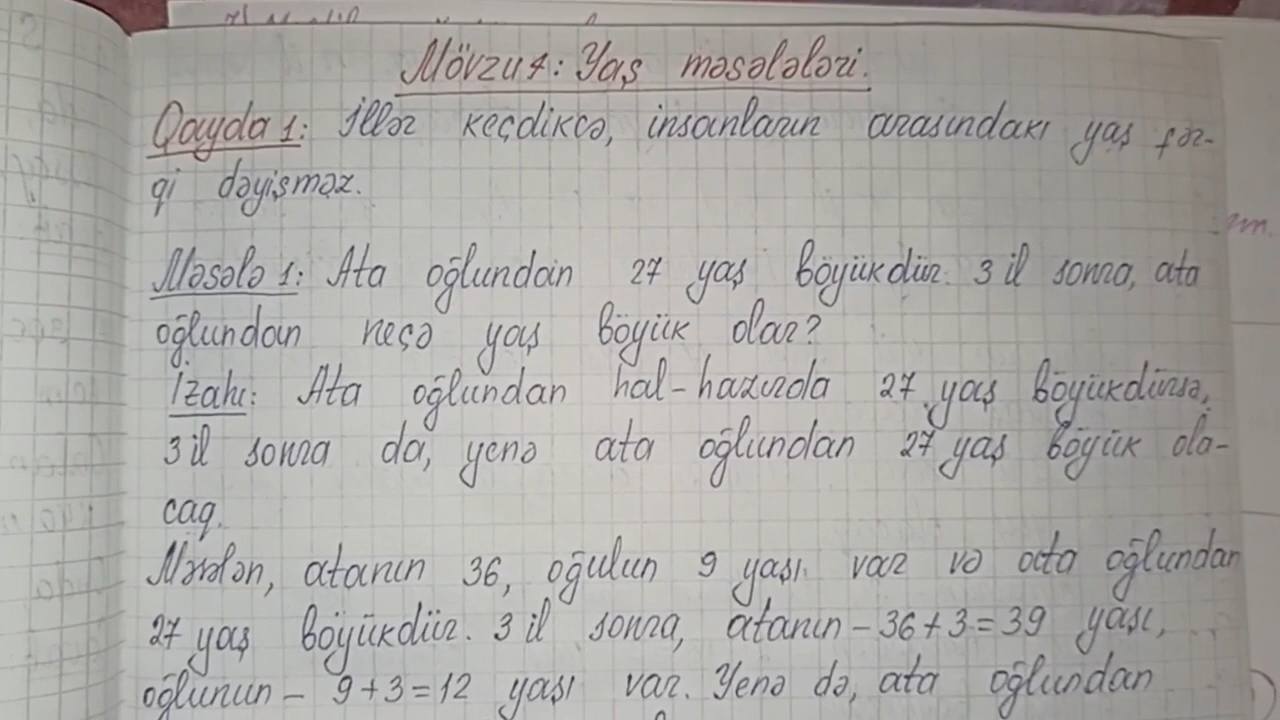 Mövzu 4: Yaş məsələləri.
Qayda 1: İllər keçdikcə, insanların arasındakı yaş fər-
qi dəyişməz.
Məsələ 1: Ata oğlundan 27 yaş böyükdür. 3 il sonra, ata
oğlundan neçə yaş böyük olar?
İzahı: Ata oğlundan hal-hazırda 27 yaş böyükdürsə,
3 il sonra da, yenə ata oğlundan 27 yaş böyük ola-
caq.
Məsələn, atanın 36, oğulun 9 yaşı var və ata oğlundan
27 yaş böyükdür. 3 il sonra, atanın - 36+3=39 yaşı,
oğlunun - 9+3=12 yaşı var. Yenə də, ata oğlundan